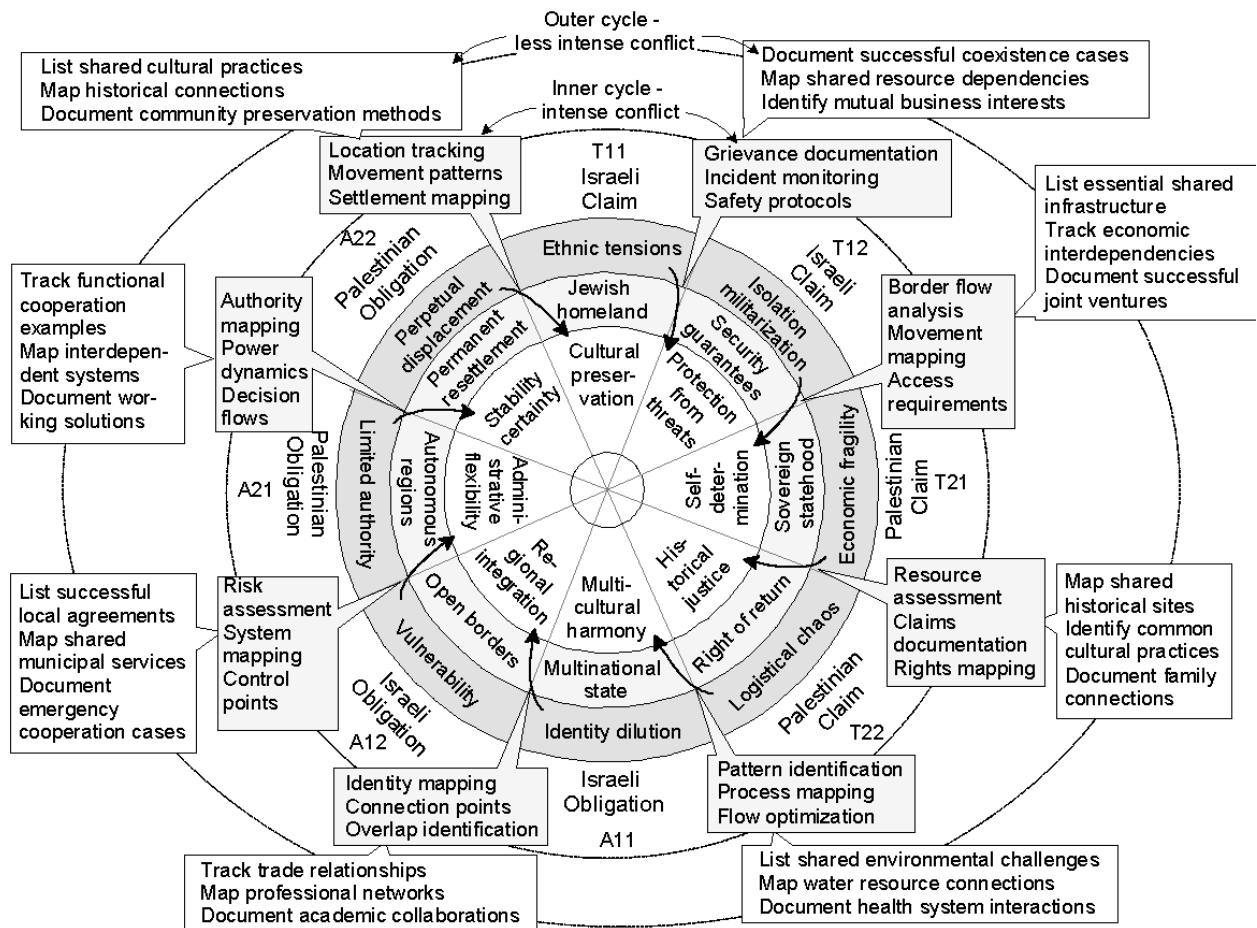 Outer cycle -
less intense conflict
List shared cultural practices
Map historical connections
Document community preservation methods
Document successful coexistence cases
Map shared resource dependencies
Identify mutual business interests
Inner cycle -
intense conflict
Location tracking
Movement patterns
Settlement mapping
T11
Israeli
Claim
Grievance documentation
Incident monitoring
Safety protocols
List essential shared
infrastructure
Track economic
interdependencies
Document successful
joint ventures
A22
Palestinian
Obligation
T12
Israeli
Claim
Track functional
cooperation
examples
Map interdepen-
dent systems
Document wor-
king solutions
Authority
mapping
Power
dynamics
Decision
flows
Border flow
analysis
Movement
mapping
Access
requirements
Ethnic tensions
Jewish
homeland
Cultural
preser-
vation
Isolation
militarization
Security
guarantees
Protection
from
threats
Perpetual
displacement
Permanent
resettlement
Stability
certainty
A21
Palestinian
Obligation
Limited authority
Autonomous
regions
Admini-
strative
flexibility
Self-
deter-
mination
Sovereign
statehood
Economic fragility
Palestinian
Claim
T21
Re-
gional
integration
Open borders
Vulnerability
Multi-
cultural
harmony
Multinational
state
Identity dilution
His-
torical
justice
Right of return
Logistical chaos
List successful
local agreements
Map shared
municipal services
Document
emergency
cooperation cases
Risk
assessment
System
mapping
Control
points
Resource
assessment
Claims
documentation
Rights mapping
Map shared
historical sites
Identify common
cultural practices
Document family
connections
Israeli
Obligation
A12
Palestinian
Claim
T22
Identity mapping
Connection points
Overlap identification
Israeli
Obligation
A11
Pattern identification
Process mapping
Flow optimization
Track trade relationships
Map professional networks
Document academic collaborations
List shared environmental challenges
Map water resource connections
Document health system interactions